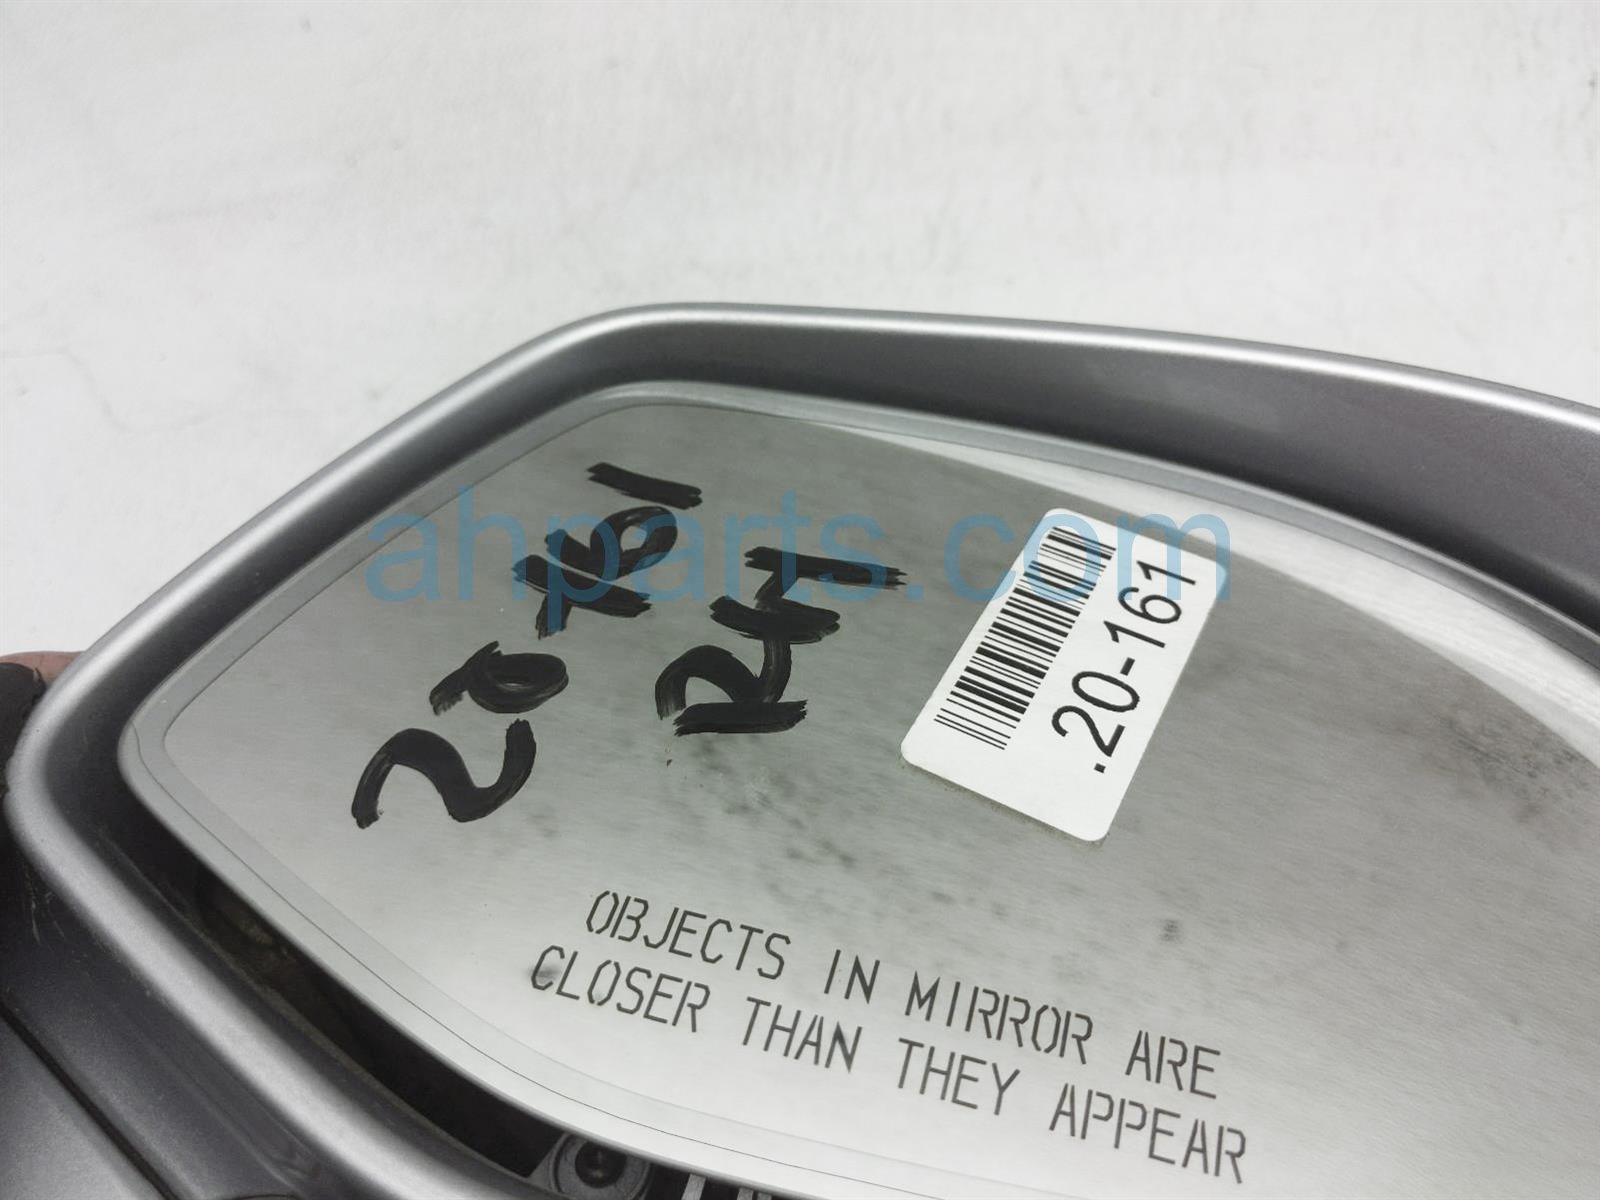 20-161
RH
.20-161
OBJECTS IN MIRROR ARE
CLOSER THAN THEY APPEAR
ahparts.com